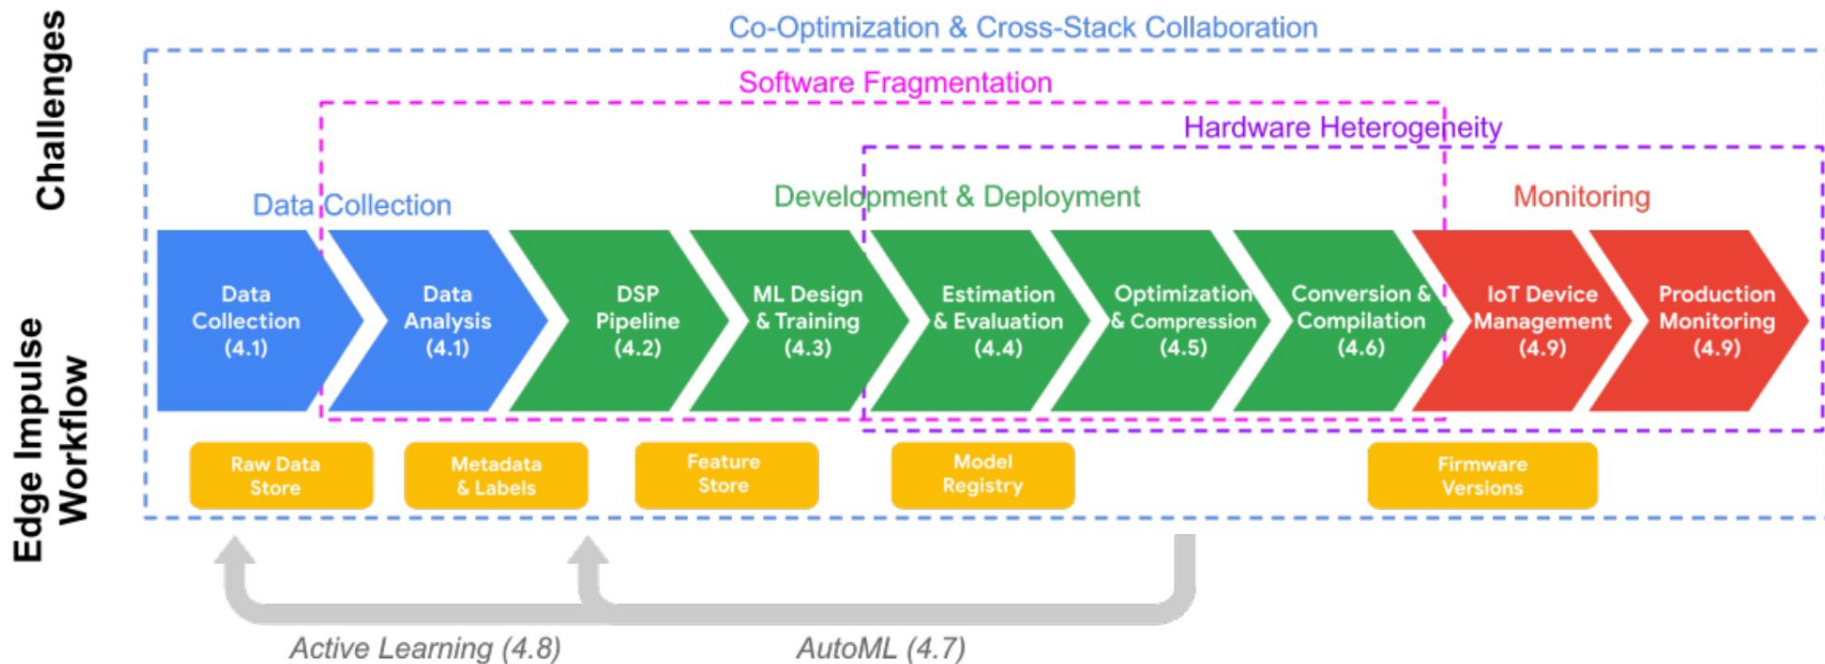 Challenges
Co-Optimization & Cross-Stack Collaboration
Software Fragmentation
Hardware Heterogeneity
Data Collection
Development & Deployment
Monitoring
Edge Impulse
Workflow
Data
Collection
(4.1)
Data
Analysis
(4.1)
DSP
Pipeline
(4.2)
ML Design
& Training
(4.3)
Estimation
& Evaluation
(4.4)
Optimization
& Compression
(4.5)
Conversion &
Compilation
(4.6)
IoT Device
Management
(4.9)
Production
Monitoring
(4.9)
Raw Data
Store
Metadata
& Labels
Feature
Store
Model
Registry
Firmware
Versions
Active Learning (4.8)
AutoML (4.7)